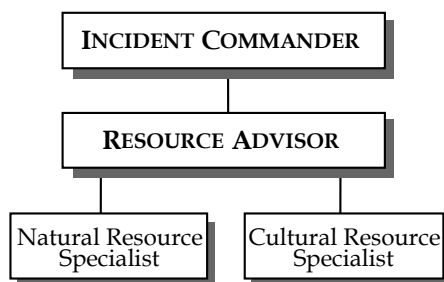 INCIDENT COMMANDER
RESOURCE ADVISOR
Natural Resource
Specialist
Cultural Resource
Specialist